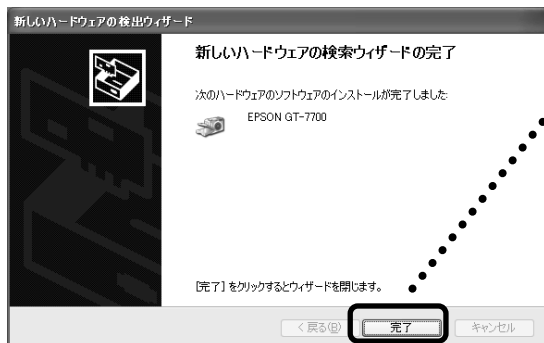 新しいハードウェアの検出ウィザード
新しいハードウェアの検索ウィザードの完了
次のハードウェアのソフトウェアのインストールが完了しました:
EPSON GT-7700
[完了] をクリックするとウィザードを閉じます。
< 戻る(B)
完了
キャンセル